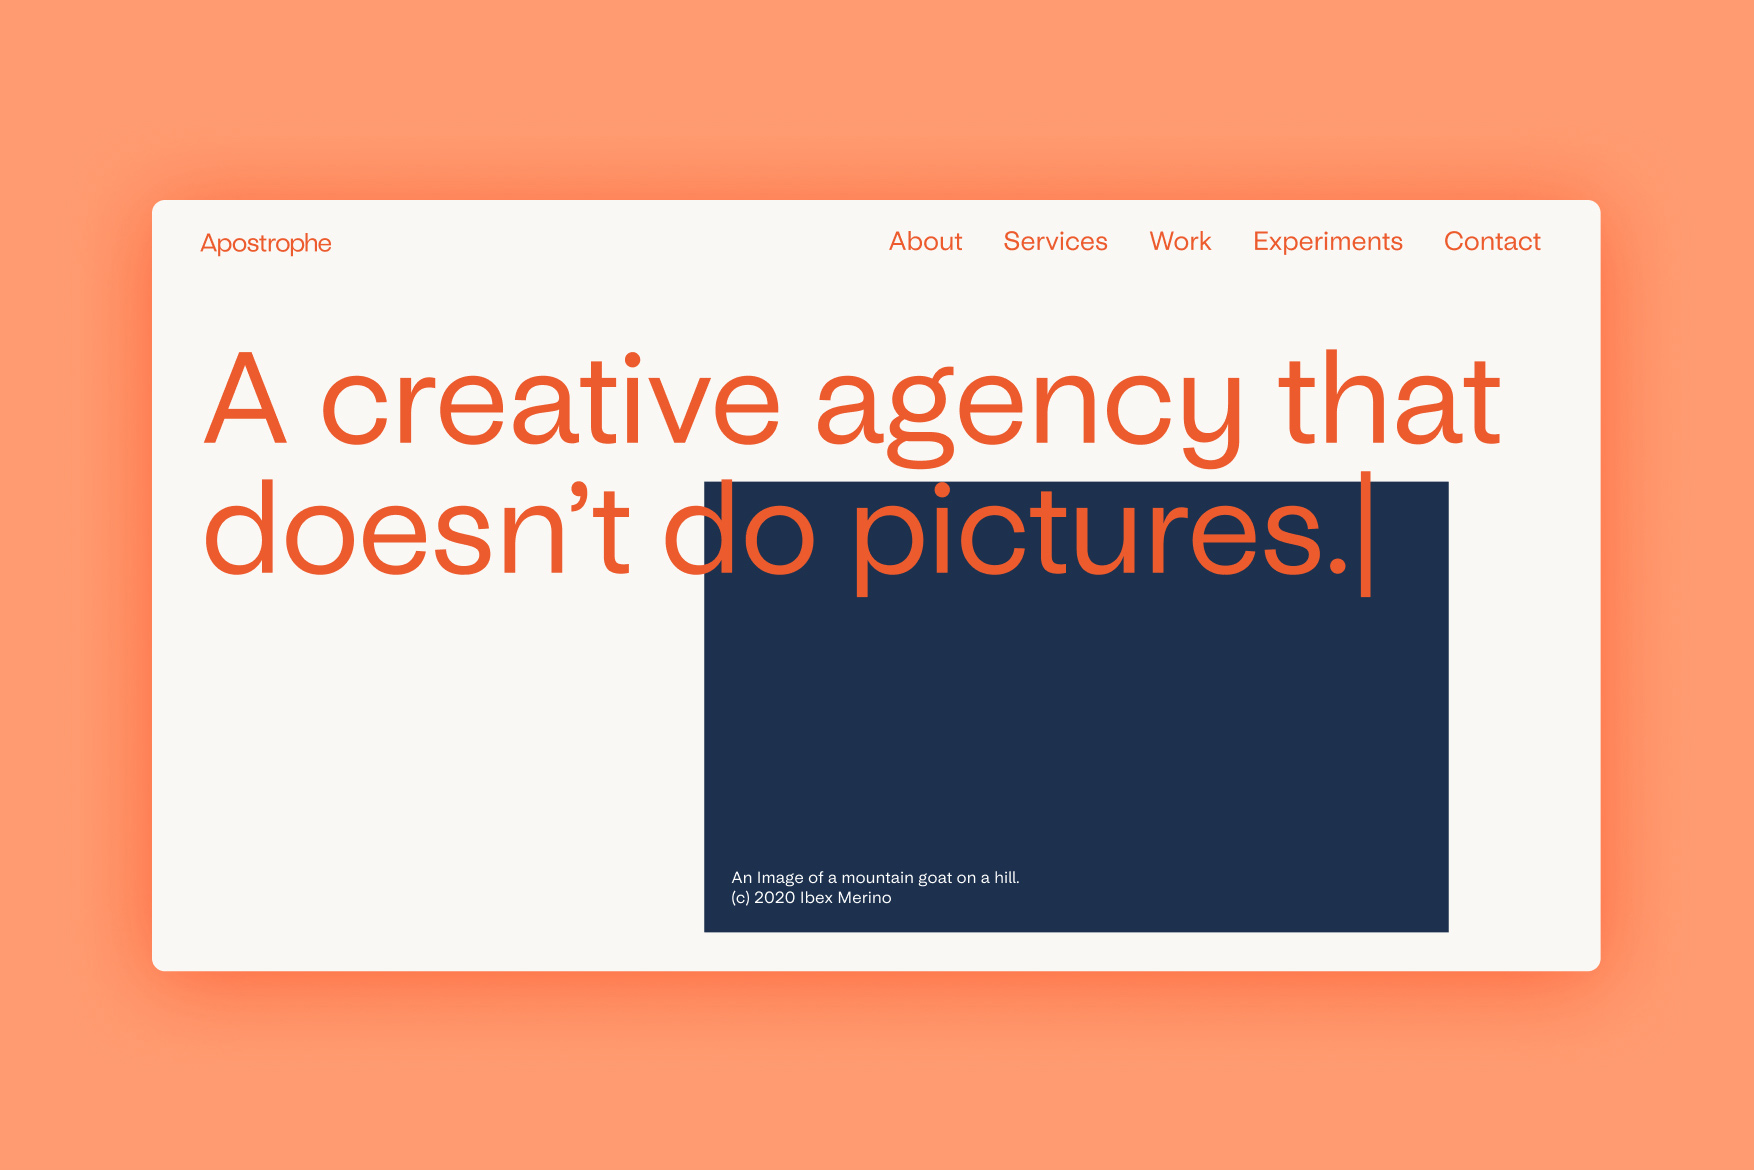 Apostrophe
About Services Work Experiments Contact
A creative agency that
doesn’t do pictures.|
An Image of a mountain goat on a hill.
(c) 2020 Ibex Merino